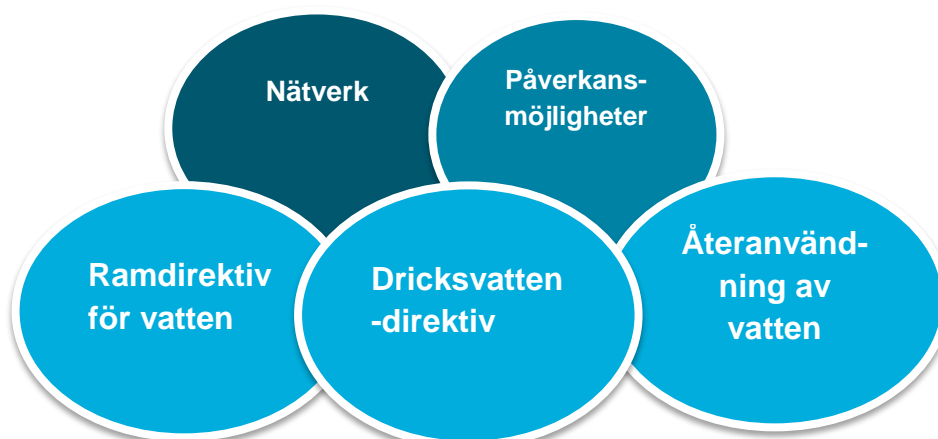 Nätverk
Påverkans-
möjligheter
Ramdirektiv
för vatten
Dricksvatten
-direktiv
Återanvänd-
ning av
vatten